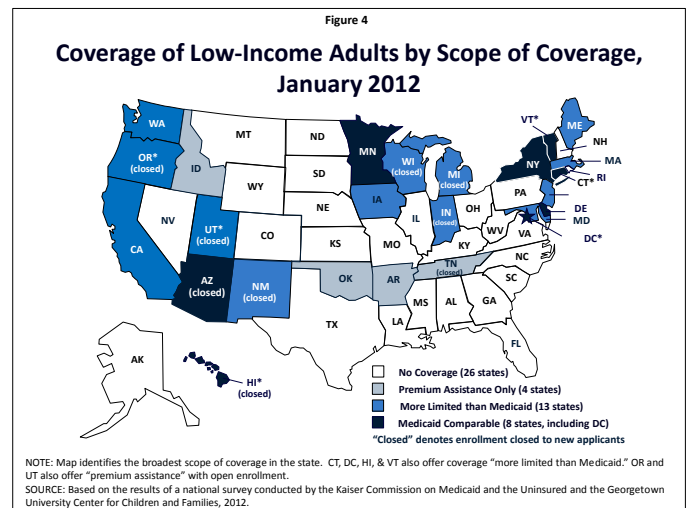 Figure 4
Coverage of Low-Income Adults by Scope of Coverage,
January 2012
VT*
WA
ME
MT
ND
NH
MN
OR*
(closed)
WI
(closed)
NY
MA
ID
SD
MI
(closed)
RI
CT*
WY
PA
IA
NE
NV
OH
DE
UT*
(closed)
IL
IN
(closed)
MD
CO
WV
VA
DC*
CA
KS
MO
KY
NC
TN
(closed)
AZ
(closed)
NM
(closed)
OK
AR
SC
MS
AL
GA
TX
LA
FL
AK
HI*
(closed)
No Coverage (26 states)
Premium Assistance Only (4 states)
More Limited than Medicaid (13 states)
Medicaid Comparable (8 states, including DC)
“Closed” denotes enrollment closed to new applicants
NOTE: Map identifies the broadest scope of coverage in the state. CT, DC, HI, & VT also offer coverage “more limited than Medicaid.” OR and
UT also offer “premium assistance” with open enrollment.
SOURCE: Based on the results of a national survey conducted by the Kaiser Commission on Medicaid and the Uninsured and the Georgetown
University Center for Children and Families, 2012.